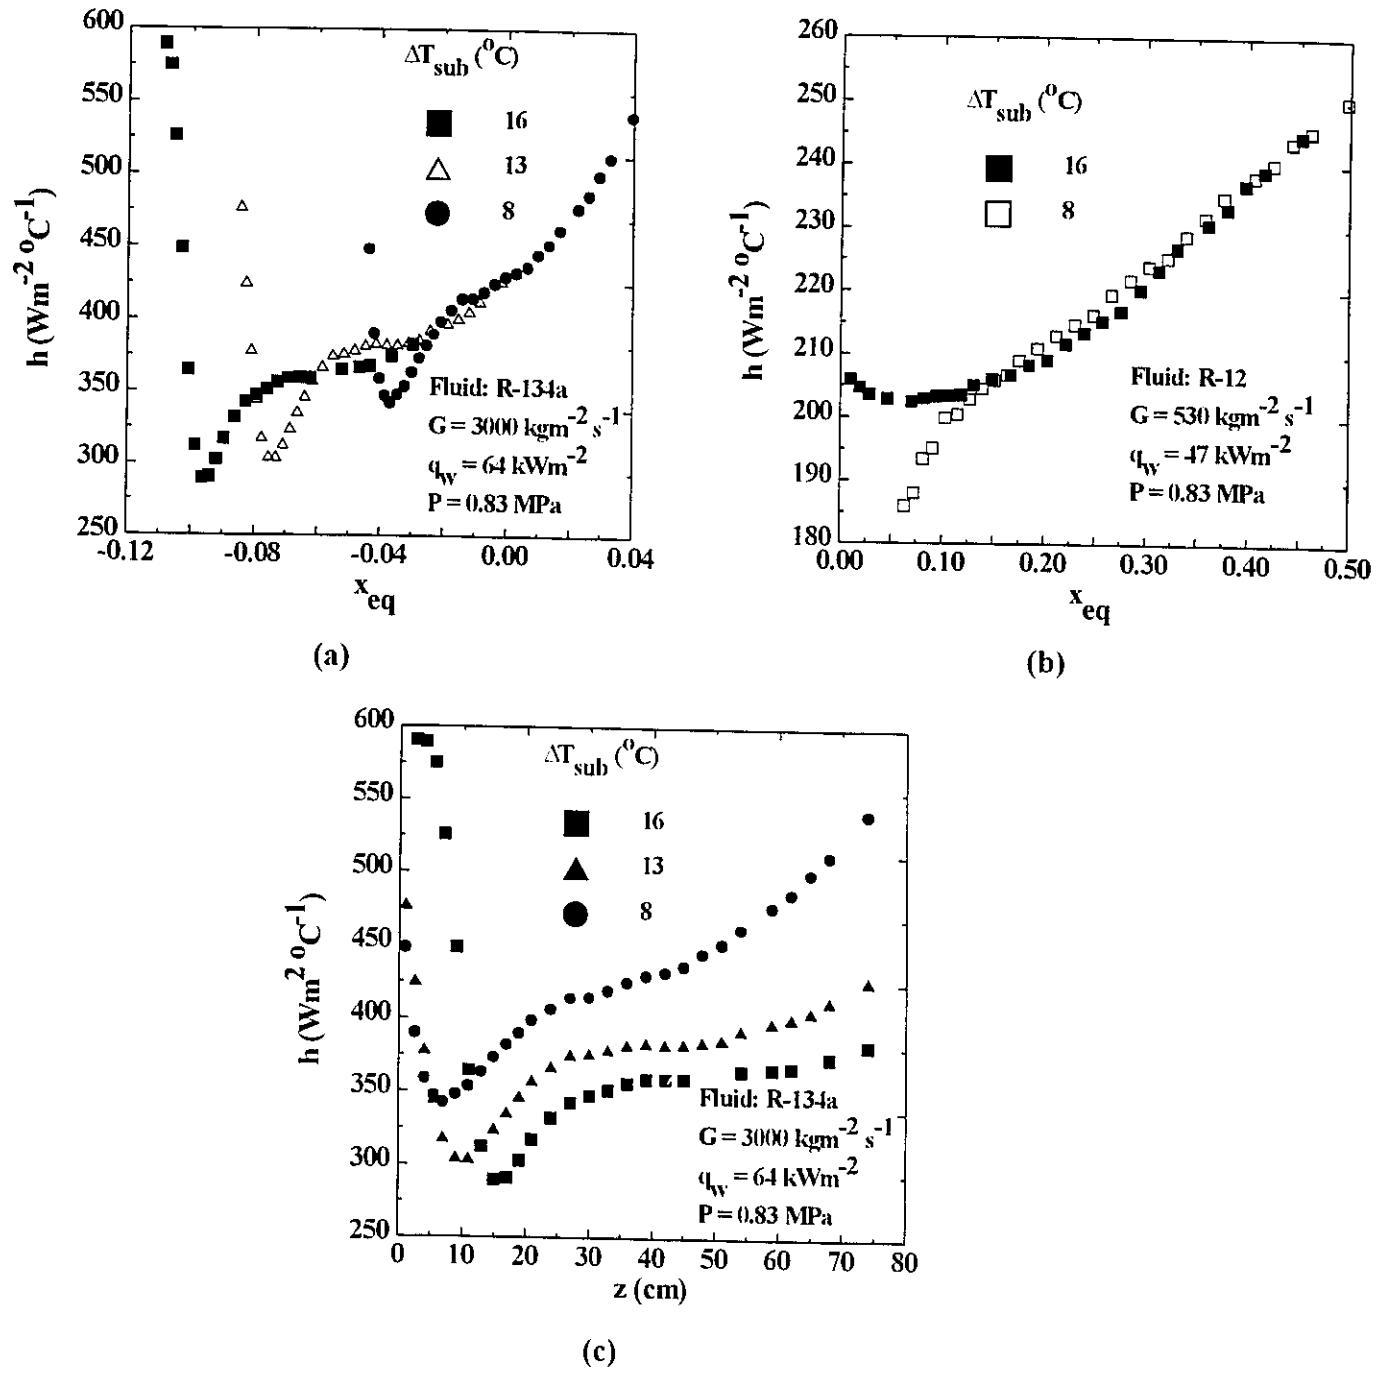 600
550
500
450
400
350
300
250
h (Wm-2 oC-1)
ΔTsub (oC)
16
13
8
Fluid: R-134a
G = 3000 kgm-2 s-1
qw = 64 kWm-2
P = 0.83 MPa
-0.12 -0.08 -0.04 0.00 0.04
xeq
(a)
260
250
240
230
220
210
200
190
180
h (Wm-2 oC-1)
ΔTsub (oC)
16
8
Fluid: R-12
G = 530 kgm-2 s-1
qw = 47 kWm-2
P = 0.83 MPa
0.00 0.10 0.20 0.30 0.40 0.50
xeq
(b)
600
550
500
450
400
350
300
250
h (Wm2 oC-1)
ΔTsub (oC)
16
13
8
Fluid: R-134a
G = 3000 kgm-2 s-1
qw = 64 kWm-2
P = 0.83 MPa
0 10 20 30 40 50 60 70 80
z (cm)
(c)